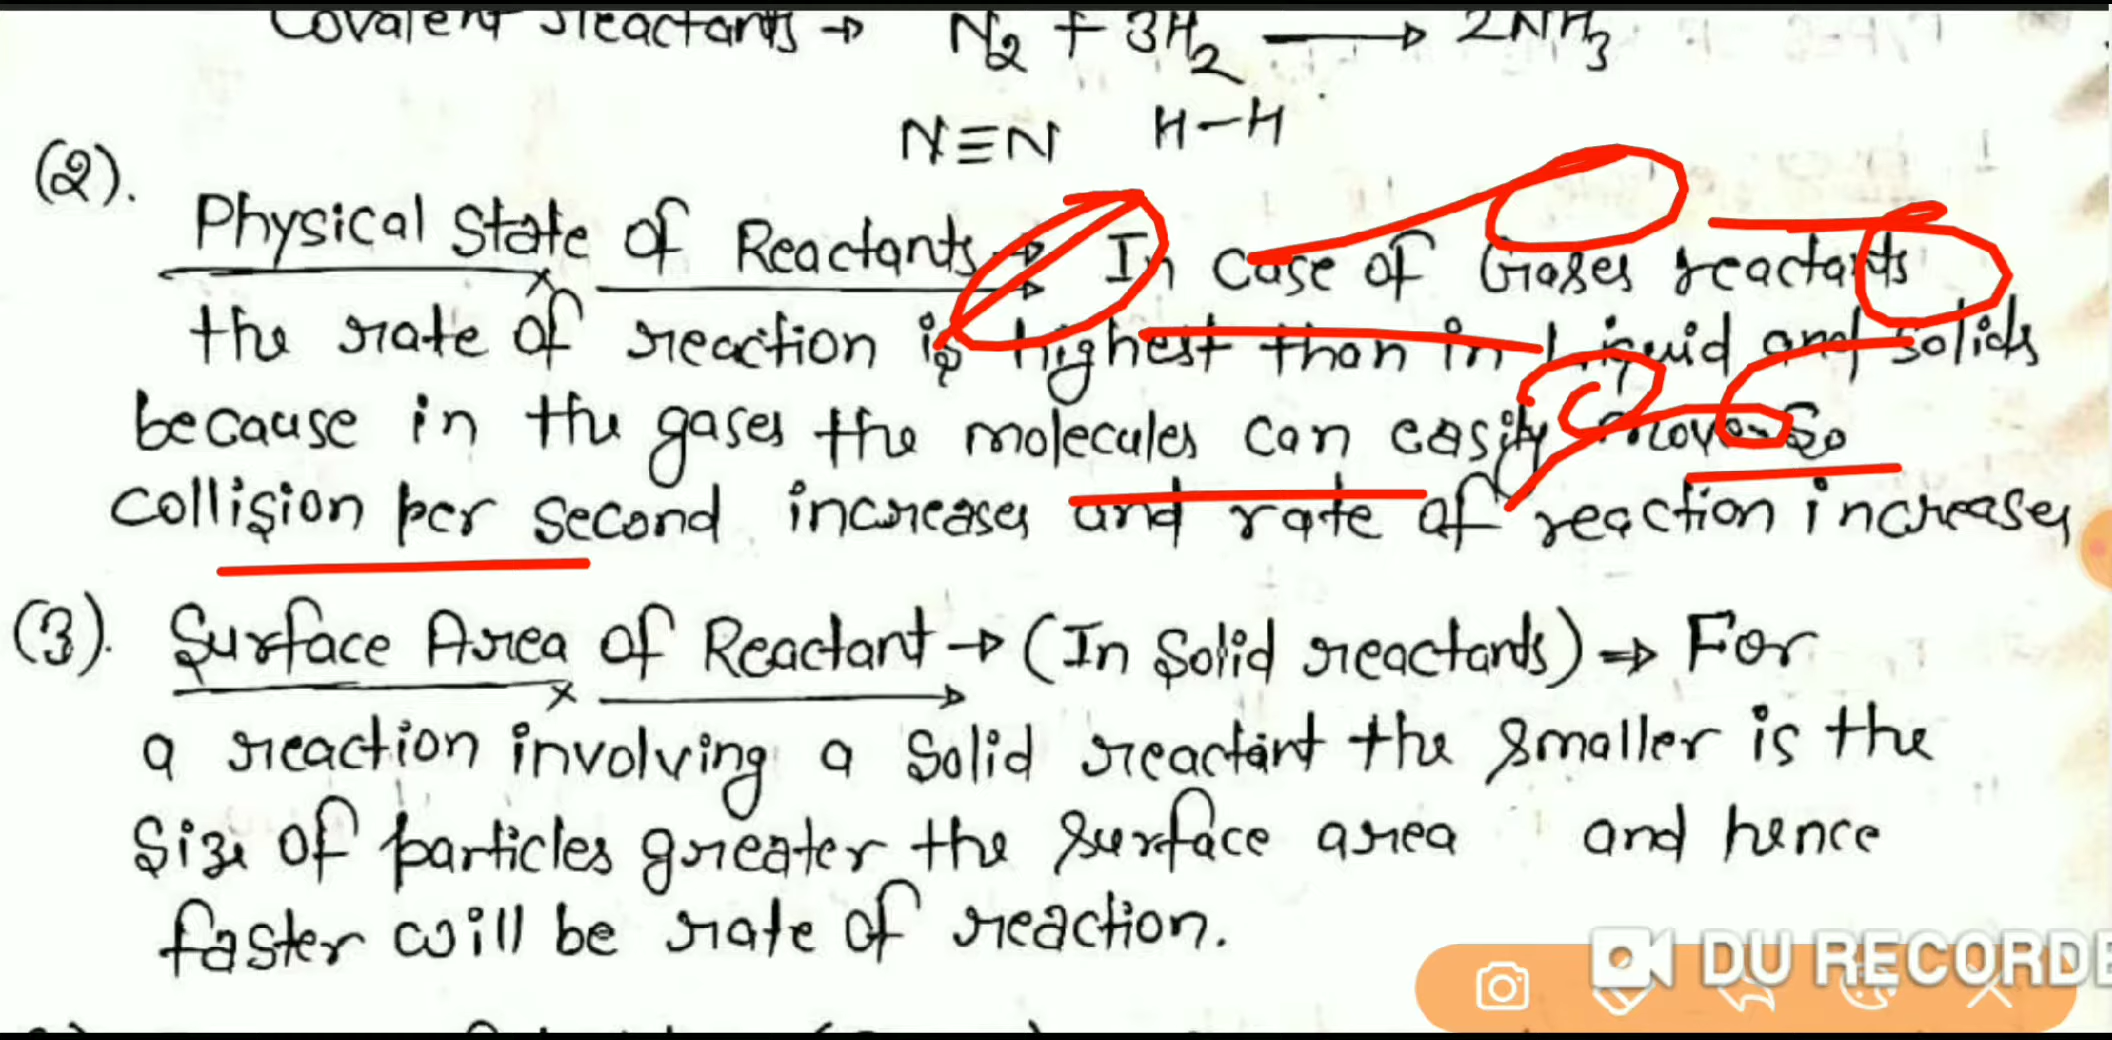 Covalent reactants → N2 + 3H2 → 2NH3
N≡N H-H
(2). Physical State of Reactants → In case of Gases reactants
the rate of reaction is highest than in Liquid and solids
because in the gases the molecules can easily move. So
collision per second increases and rate of reaction increases
(3). Surface Area of Reactant → (In Solid reactants) ⇒ For
a reaction involving a solid reactant the smaller is the
size of particles greater the surface area and hence
faster will be rate of reaction.
DU RECORDE